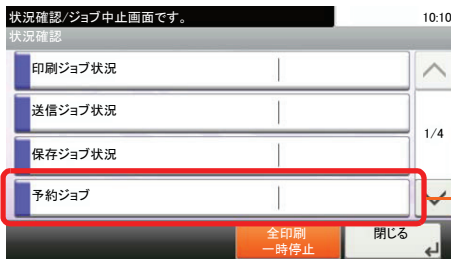 状況確認/ジョブ中止画面です。
10:10
状況確認
印刷ジョブ状況
送信ジョブ状況
1/4
保存ジョブ状況
予約ジョブ
全印刷
一時停止
閉じる